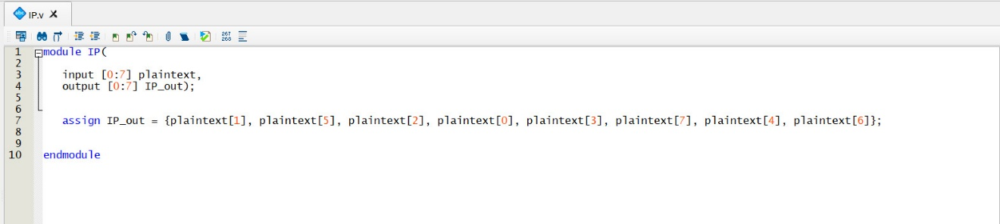 IP.v
267
268
1 module IP(
2
3 input [0:7] plaintext,
4 output [0:7] IP_out);
5
6
7 assign IP_out = {plaintext[1], plaintext[5], plaintext[2], plaintext[0], plaintext[3], plaintext[7], plaintext[4], plaintext[6]};
8
9
10 endmodule